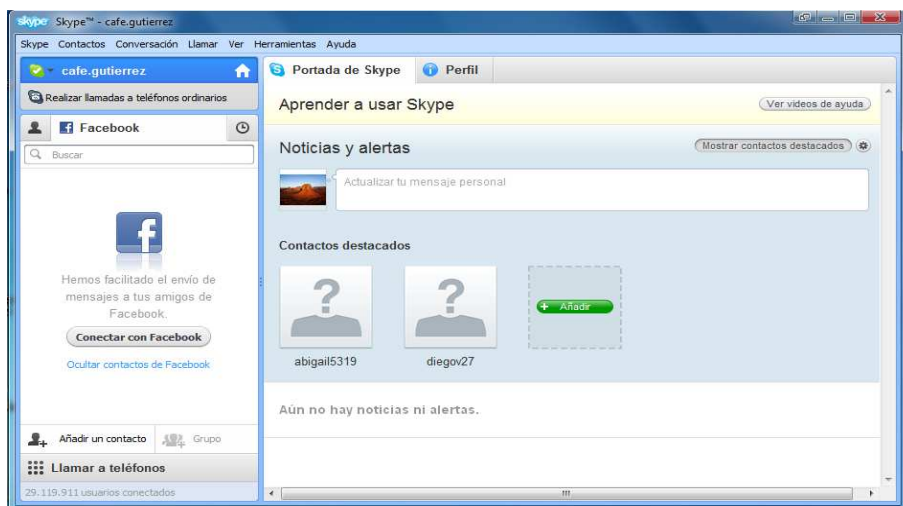 skype Skype™ - cafe.gutierrez
Skype Contactos Conversación Llamar Ver Herramientas Ayuda
cafe.gutierrez
Realizar llamadas a teléfonos ordinarios
Facebook
Buscar
Hemos facilitado el envío de
mensajes a tus amigos de
Facebook.
Conectar con Facebook
Ocultar contactos de Facebook
Añadir un contacto Grupo
Llamar a teléfonos
29.119.911 usuarios conectados
Portada de Skype Perfil
Aprender a usar Skype Ver videos de ayuda
Noticias y alertas Mostrar contactos destacados
Actualizar tu mensaje personal
Contactos destacados
+ Añadir
abigail5319 diegov27
Aún no hay noticias ni alertas.